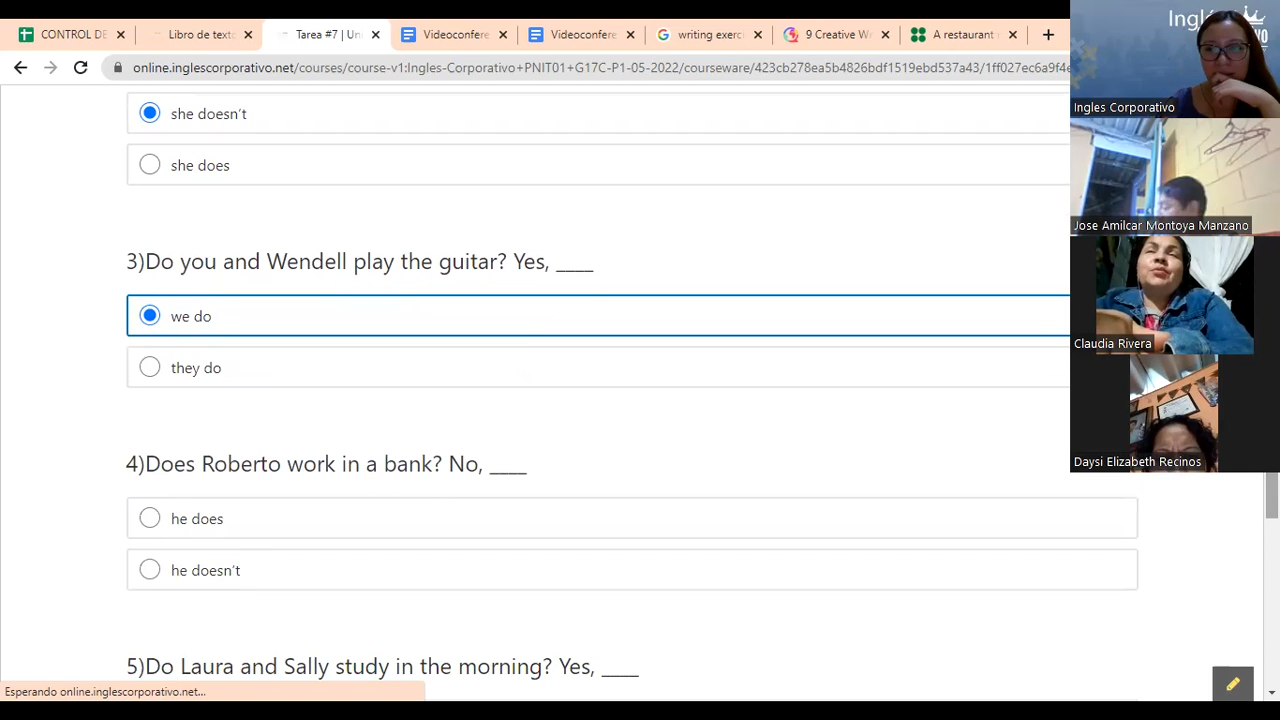 CONTROL DE
Libro de texto
Tarea #7 | Un
Videoconfere
Videoconfere
writing exerc
9 Creative W
A restaurant
online.inglescorporativo.net/courses/course-v1:Ingles-Corporativo+PNIT01+G17C-P1-05-2022/courseware/423cb278ea5b4826bdf1519ebd537a43/1ff027ec6a9f4e
she doesn't
she does
3)Do you and Wendell play the guitar? Yes, ____
we do
they do
4)Does Roberto work in a bank? No, ____
he does
he doesn't
5)Do Laura and Sally study in the morning? Yes, ____
Esperando online.inglescorporativo.net...
Ingles Corporativo
Jose Amilcar Montoya Manzano
Claudia Rivera
Daysi Elizabeth Recinos